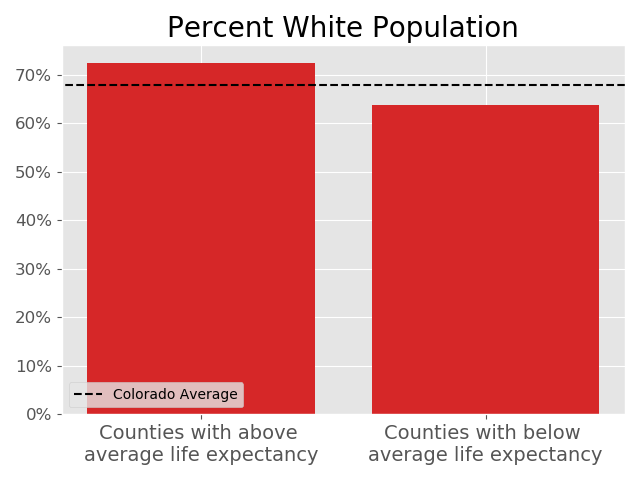 Percent White Population
70%
60%
50%
40%
30%
20%
10%
0%
Colorado Average
Counties with above
average life expectancy
Counties with below
average life expectancy